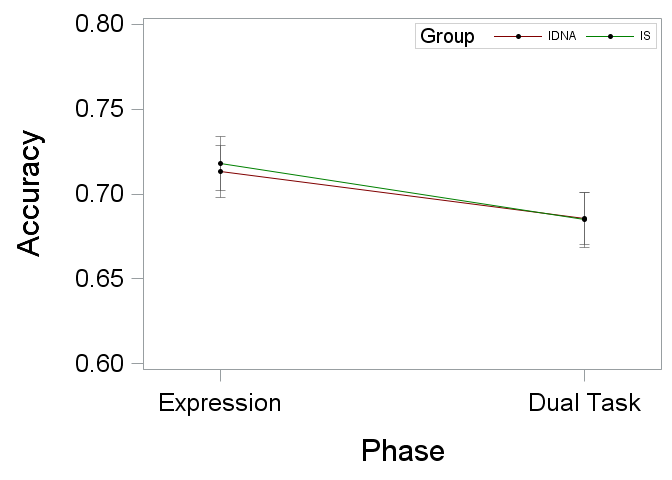 Group IDNA IS
0.80
0.75
0.70
0.65
0.60
Accuracy
Expression Dual Task
Phase